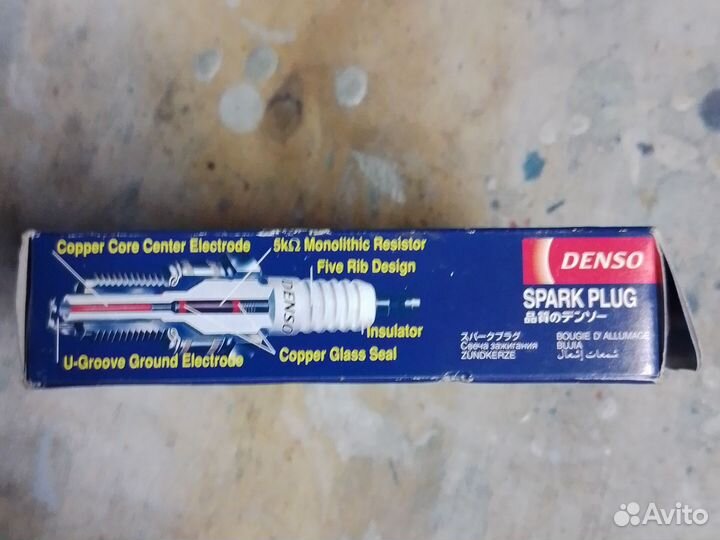 Copper Core Center Electrode
5kΩ Monolithic Resistor
Five Rib Design
DENSO
Insulator
Copper Glass Seal
U-Groove Ground Electrode
DENSO
SPARK PLUG
品質のデンソー
スパークプラグ
Свеча зажигания
ZÜNDKERZE
BOUGIE D'ALLUMAGE
BUJIA
شمعات إشعال
Avito